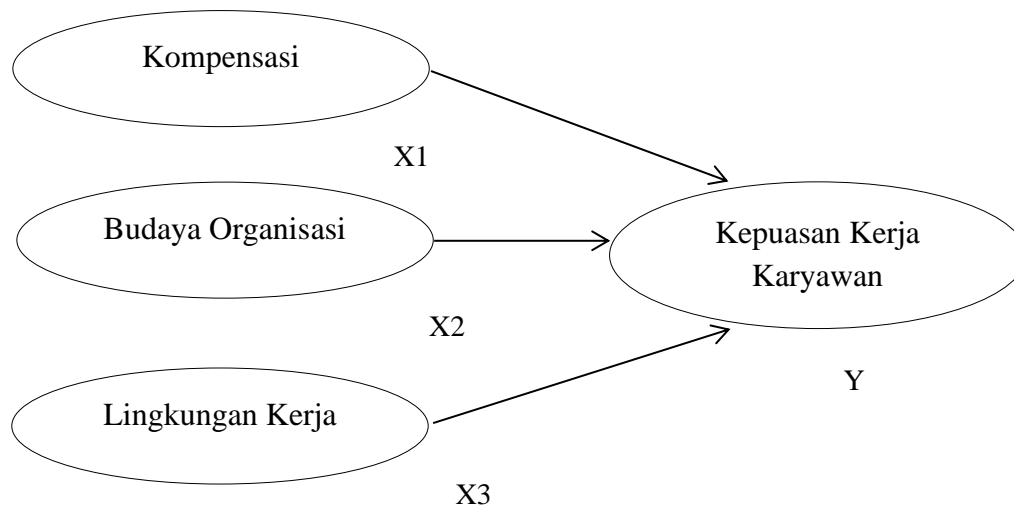 Kompensasi
X1
Budaya Organisasi
X2
Lingkungan Kerja
X3
Kepuasan Kerja
Karyawan
Y